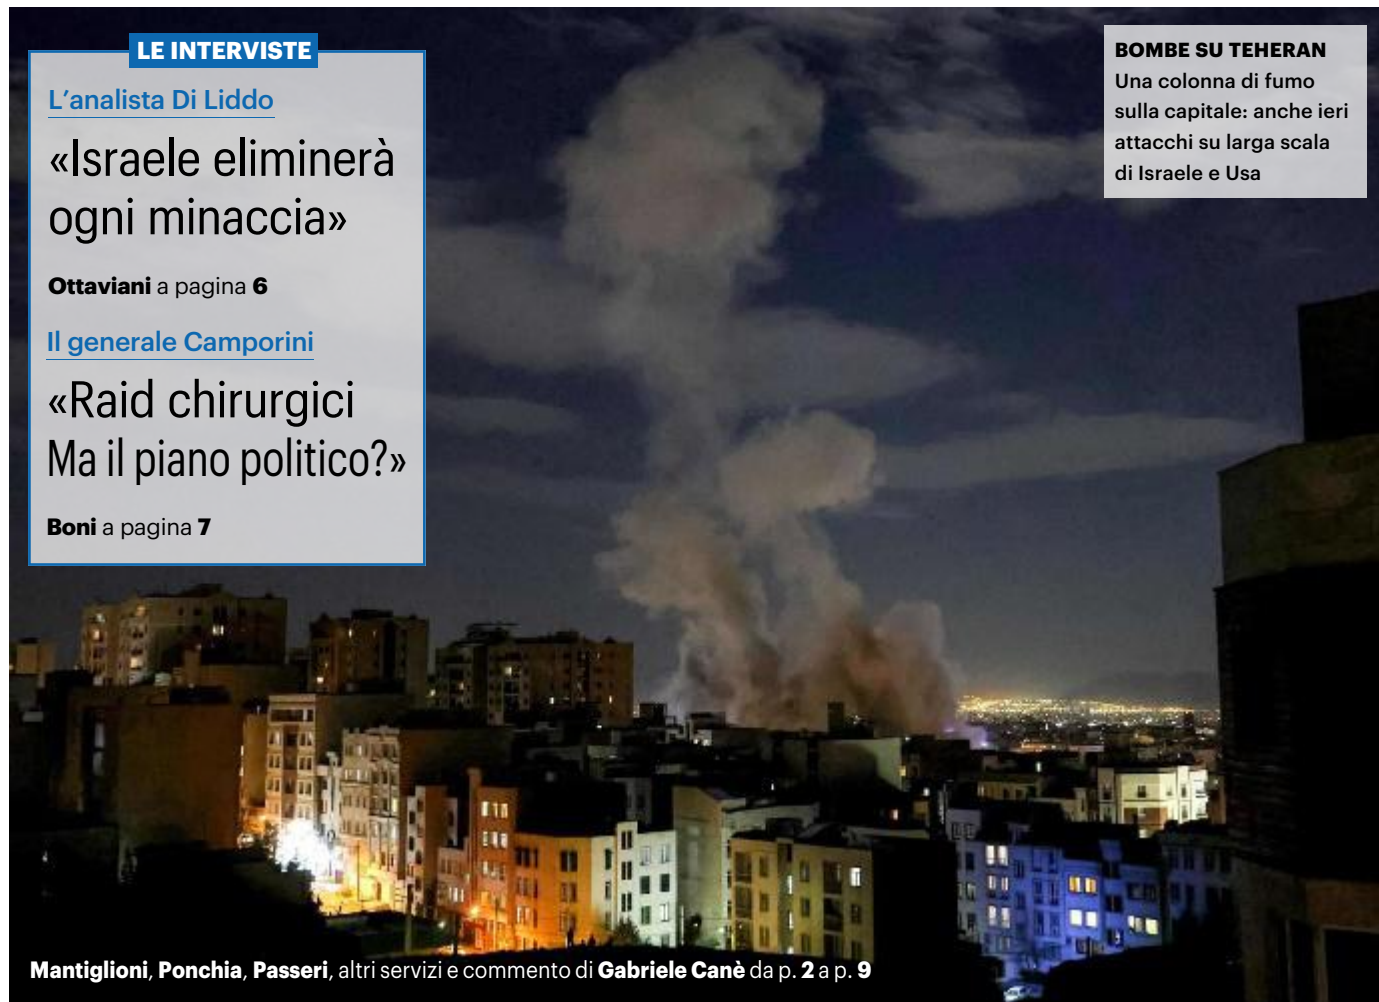 LE INTERVISTE
L'analista Di Liddo
«Israele eliminerà
ogni minaccia»
Ottaviani a pagina 6
Il generale Camporini
«Raid chirurgici
Ma il piano politico?»
Boni a pagina 7
BOMBE SU TEHERAN
Una colonna di fumo
sulla capitale: anche ieri
attacchi su larga scala
di Israele e Usa
Mantiglioni, Ponchia, Passeri, altri servizi e commento di Gabriele Canè da p. 2 a p. 9